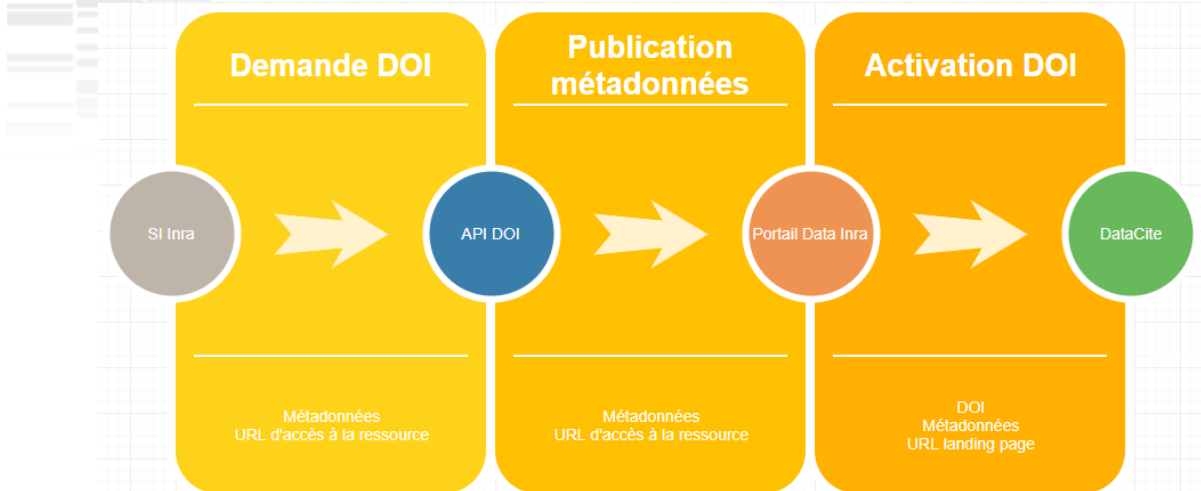 Demande DOI
Publication
métadonnées
Activation DOI
SI Inra
API DOI
Portail Data Inra
DataCite
Métadonnées
URL d'accès à la ressource
Métadonnées
URL d'accès à la ressource
DOI
Métadonnées
URL landing page